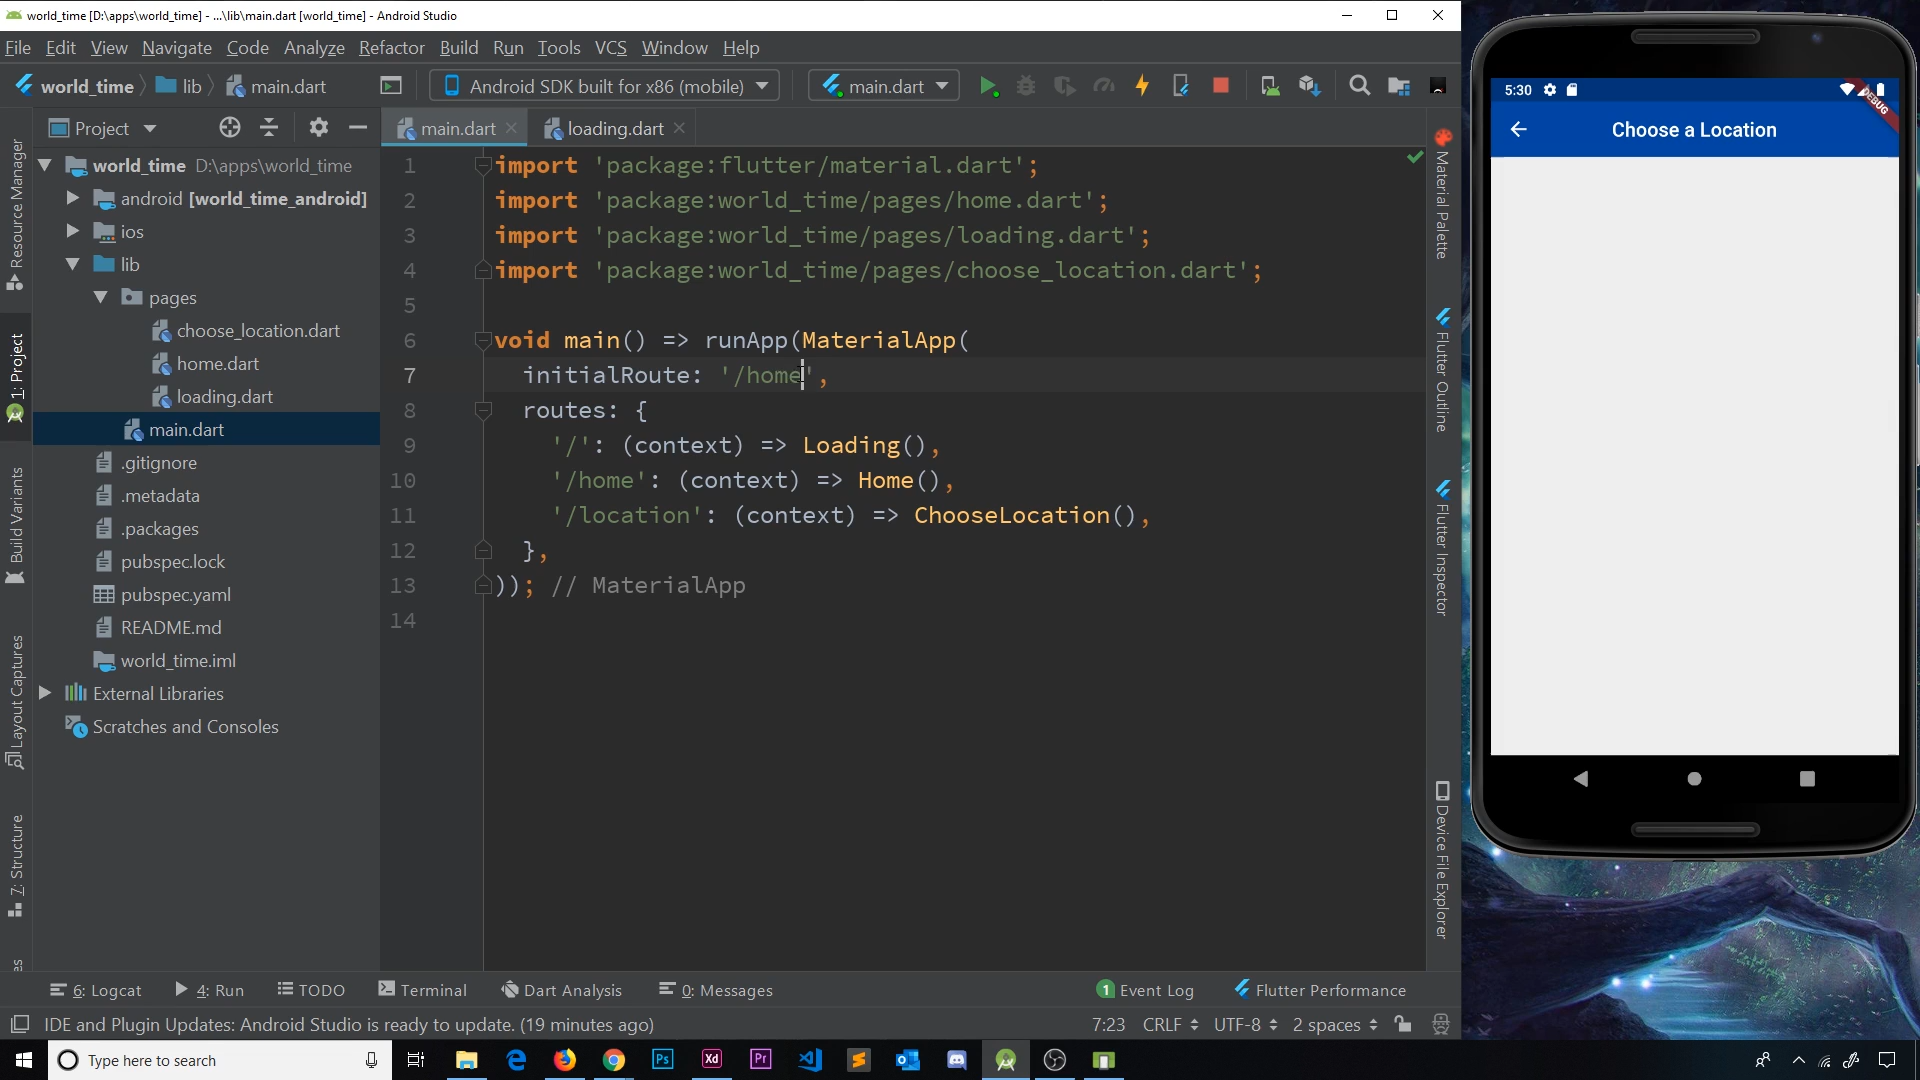 world_time [D:\apps\world_time] - ...\lib\main.dart [world_time] - Android Studio
File Edit View Navigate Code Analyze Refactor Build Run Tools VCS Window Help
world_time lib main.dart Android SDK built for x86 (mobile) main.dart
Project main.dart loading.dart
world_time D:\apps\world_time
android [world_time_android]
ios
lib
pages
choose_location.dart
home.dart
loading.dart
main.dart
.gitignore
.metadata
.packages
pubspec.lock
pubspec.yaml
README.md
world_time.iml
External Libraries
Scratches and Consoles
Resource Manager
1: Project
Build Variants
Layout Captures
7: Structure
es
1 import 'package:flutter/material.dart';
2 import 'package:world_time/pages/home.dart';
3 import 'package:world_time/pages/loading.dart';
4 import 'package:world_time/pages/choose_location.dart';
5
6 void main() => runApp(MaterialApp(
7 initialRoute: '/home',
8 routes: {
9 '/': (context) => Loading(),
10 '/home': (context) => Home(),
11 '/location': (context) => ChooseLocation(),
12 },
13 )); // MaterialApp
14
Material Palette
Flutter Outline
Flutter Inspector
Device File Explorer
5:30
DEBUG
Choose a Location
6: Logcat 4: Run TODO Terminal Dart Analysis 0: Messages 1 Event Log Flutter Performance
IDE and Plugin Updates: Android Studio is ready to update. (19 minutes ago) 7:23 CRLF UTF-8 2 spaces
Type here to search Ps Xd Pr